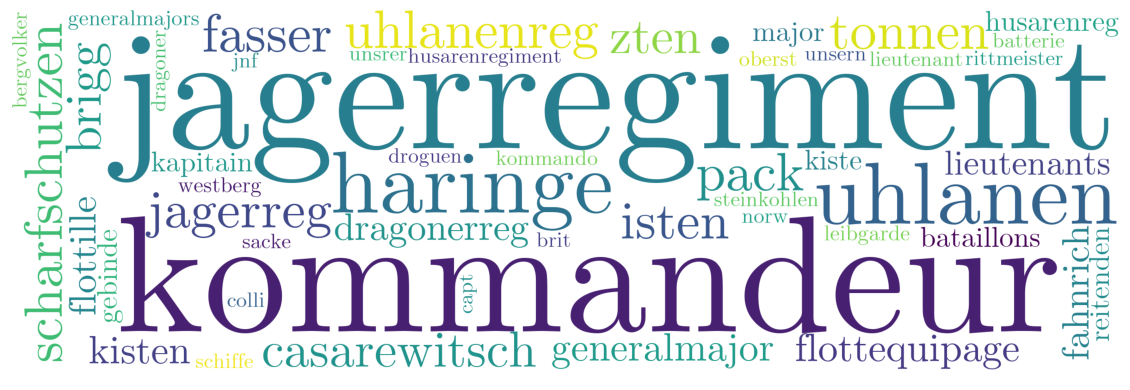 generalmajors
bergvolker
dragoner
fasser
jnf
uhlanenreg
unsrer
husarenregiment
zten
major
oberst
tonnen
unsern
lieutenant
husarenreg
batterie
rittmeister
scharfschutzen
brigg
jagerregiment
kapitain
westberg
droguen
kommando
haringe
pack
kiste
steinkohlen
norw
lieutenants
uhlanen
jagerreg
sacke
dragonerreg
brit
isten
leibgarde
bataillons
flottille
gebinde
kommandeur
colli
capt
fahnrich
reitenden
kisten
schiffe
casarewitsch
generalmajor
flottequipage